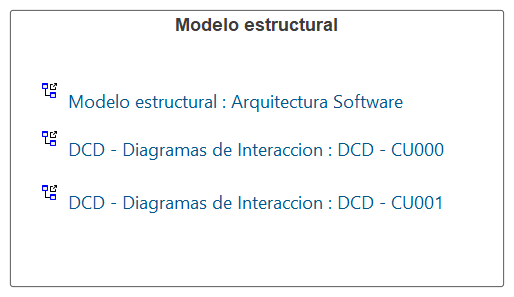 Modelo estructural
Modelo estructural : Arquitectura Software
DCD - Diagramas de Interaccion : DCD - CU000
DCD - Diagramas de Interaccion : DCD - CU001